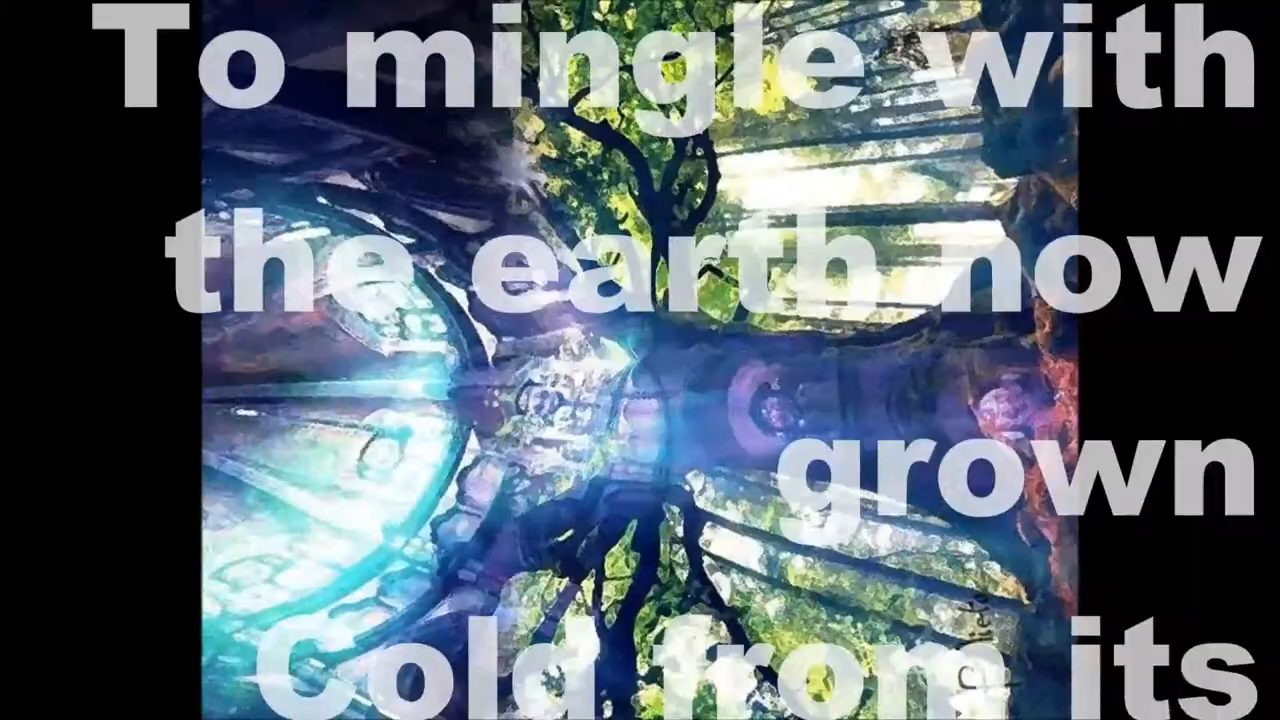 To mingle with
the earth now
grown
Cold from its